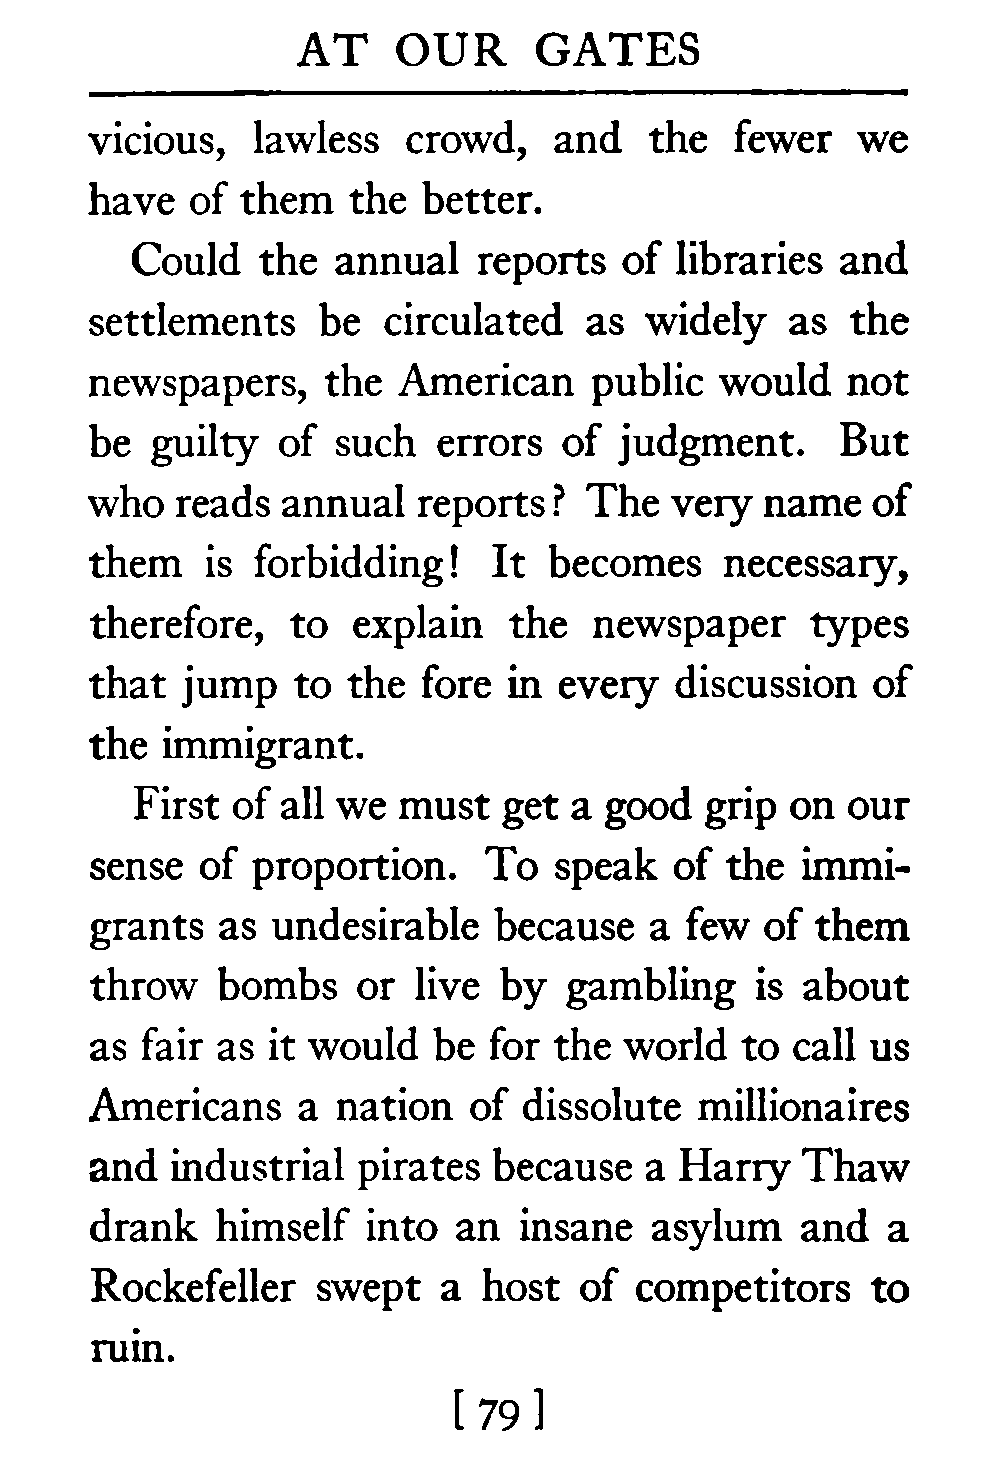 AT OUR GATES
vicious, lawless crowd, and the fewer we
have of them the better.
Could the annual reports of libraries and
settlements be circulated as widely as the
newspapers, the American public would not
be guilty of such errors of judgment. But
who reads annual reports? The very name of
them is forbidding! It becomes necessary,
therefore, to explain the newspaper types
that jump to the fore in every discussion of
the immigrant.
First of all we must get a good grip on our
sense of proportion. To speak of the immi-
grants as undesirable because a few of them
throw bombs or live by gambling is about
as fair as it would be for the world to call us
Americans a nation of dissolute millionaires
and industrial pirates because a Harry Thaw
drank himself into an insane asylum and a
Rockefeller swept a host of competitors to
ruin.
[ 79 ]